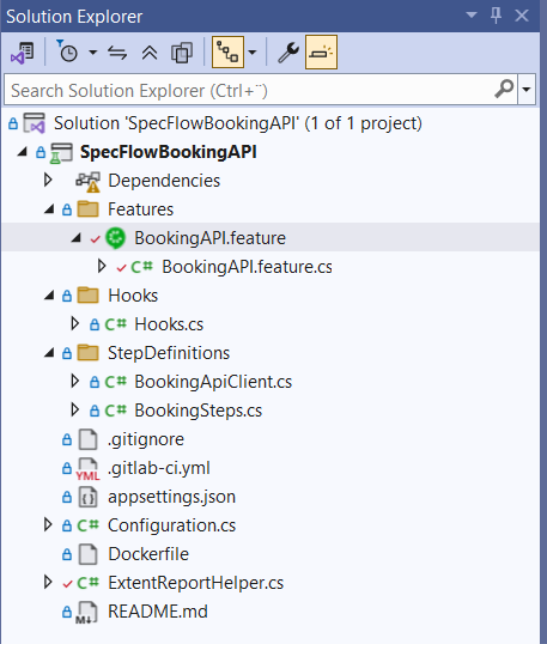 Solution Explorer
Search Solution Explorer (Ctrl+¨)
Solution 'SpecFlowBookingAPI' (1 of 1 project)
SpecFlowBookingAPI
Dependencies
Features
BookingAPI.feature
C# BookingAPI.feature.cs
Hooks
C# Hooks.cs
StepDefinitions
C# BookingApiClient.cs
C# BookingSteps.cs
.gitignore
YML .gitlab-ci.yml
appsettings.json
C# Configuration.cs
Dockerfile
C# ExtentReportHelper.cs
M↓ README.md